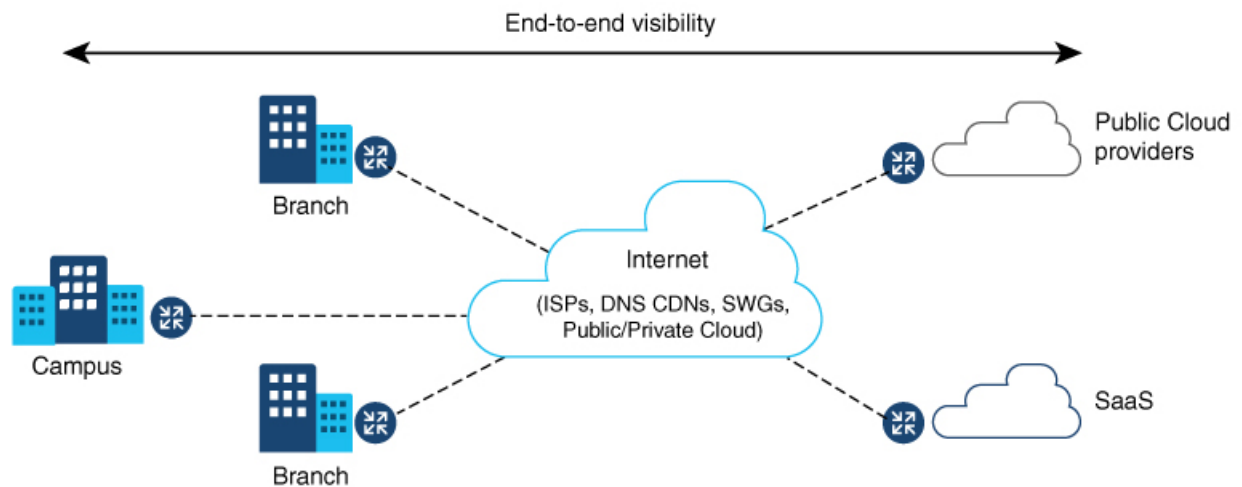 End-to-end visibility
Public Cloud
providers
Branch
Internet
(ISPs, DNS CDNs, SWGs,
Public/Private Cloud)
Campus
SaaS
Branch